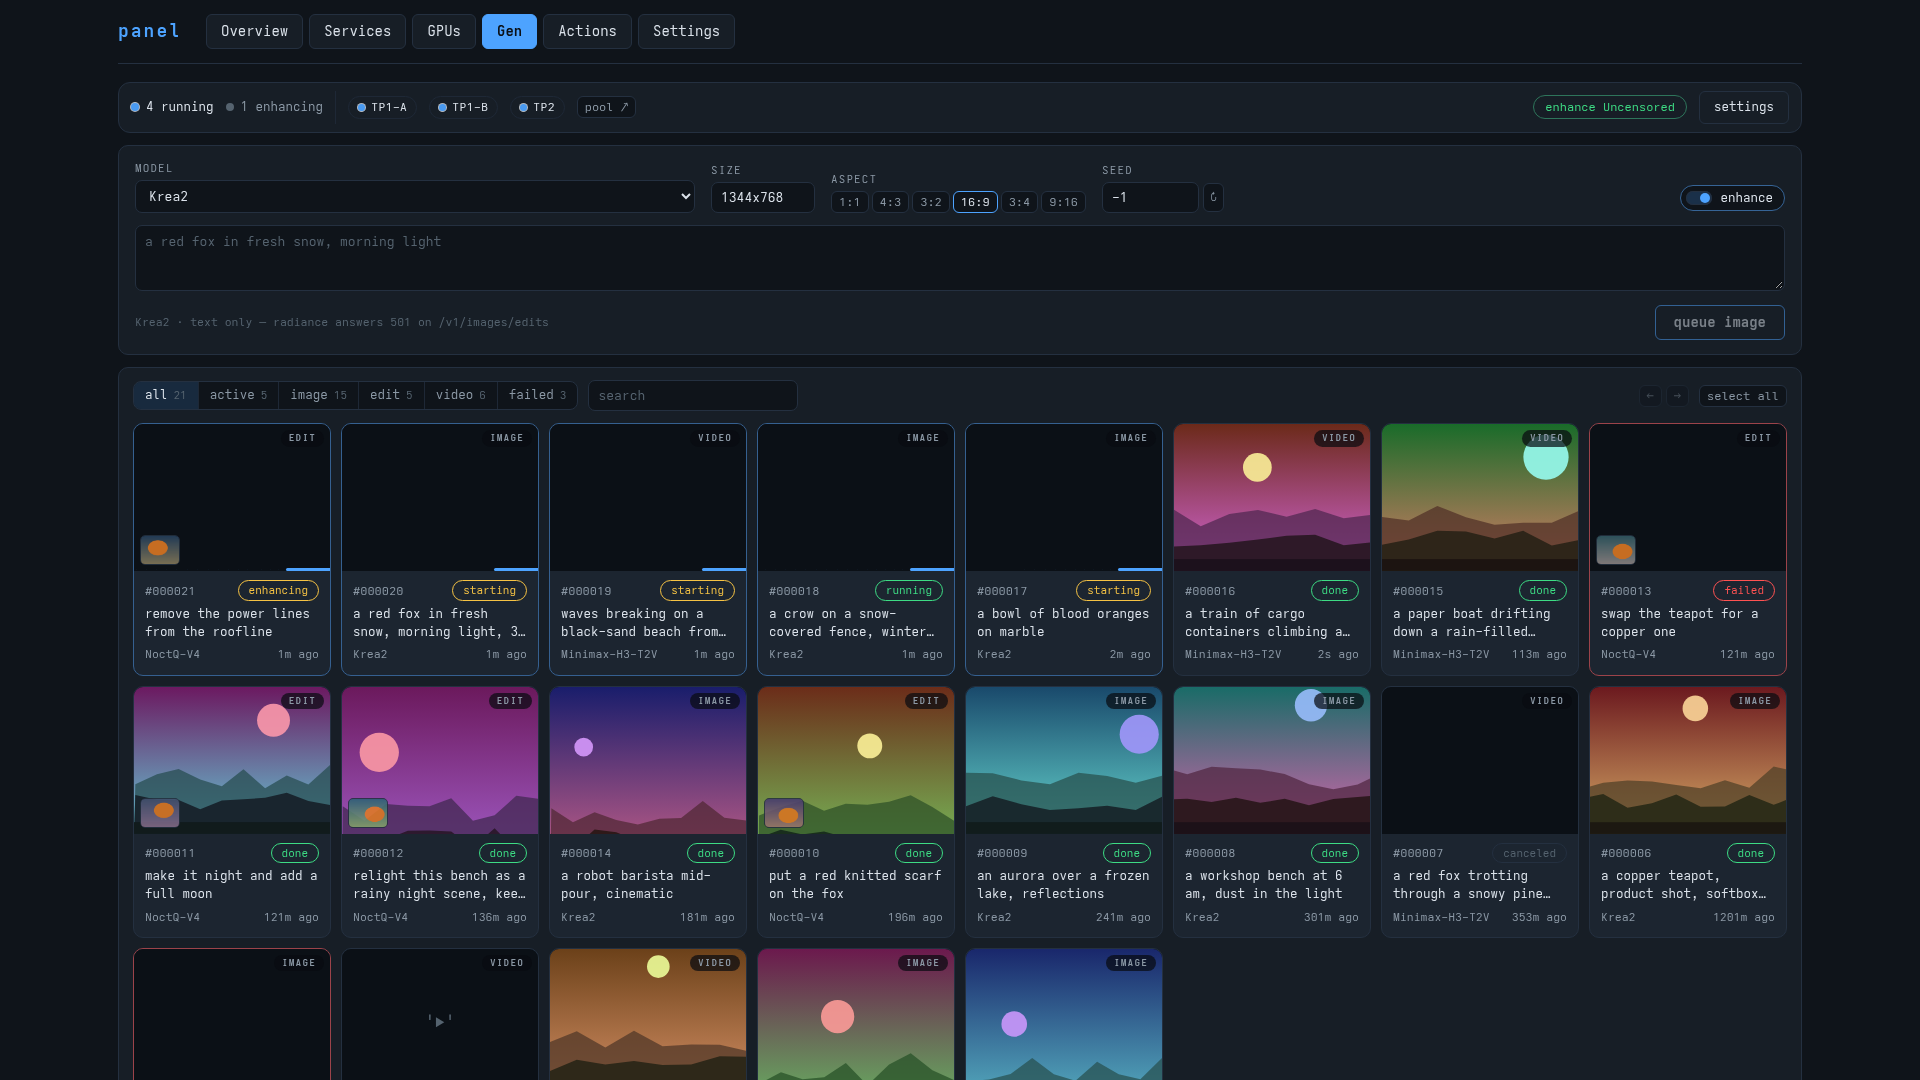 panel Overview Services GPUs Gen Actions Settings
4 running 1 enhancing TP1-A TP1-B TP2 pool ↗ enhance Uncensored settings
MODEL SIZE ASPECT SEED
Krea2 1344x768 1:1 4:3 3:2 16:9 3:4 9:16 -1 ↻ enhance
a red fox in fresh snow, morning light
Krea2 · text only — radiance answers 501 on /v1/images/edits queue image
all 21 active 5 image 15 edit 5 video 6 failed 3 search ← → select all
EDIT IMAGE VIDEO IMAGE IMAGE VIDEO VIDEO EDIT
#000021 enhancing
remove the power lines
from the roofline
NoctQ-V4 1m ago
#000020 starting
a red fox in fresh
snow, morning light, 3…
Krea2 1m ago
#000019 starting
waves breaking on a
black-sand beach from…
Minimax-H3-T2V 1m ago
#000018 running
a crow on a snow-
covered fence, winter…
Krea2 1m ago
#000017 starting
a bowl of blood oranges
on marble
Krea2 2m ago
#000016 done
a train of cargo
containers climbing a…
Minimax-H3-T2V 2s ago
#000015 done
a paper boat drifting
down a rain-filled…
Minimax-H3-T2V 113m ago
#000013 failed
swap the teapot for a
copper one
NoctQ-V4 121m ago
EDIT EDIT IMAGE EDIT IMAGE IMAGE VIDEO IMAGE
#000011 done
make it night and add a
full moon
NoctQ-V4 121m ago
#000012 done
relight this bench as a
rainy night scene, kee…
NoctQ-V4 136m ago
#000014 done
a robot barista mid-
pour, cinematic
Krea2 181m ago
#000010 done
put a red knitted scarf
on the fox
NoctQ-V4 196m ago
#000009 done
an aurora over a frozen
lake, reflections
Krea2 241m ago
#000008 done
a workshop bench at 6
am, dust in the light
Krea2 301m ago
#000007 canceled
a red fox trotting
through a snowy pine…
Minimax-H3-T2V 353m ago
#000006 done
a copper teapot,
product shot, softbox…
Krea2 1201m ago
IMAGE VIDEO VIDEO IMAGE IMAGE
'▶'